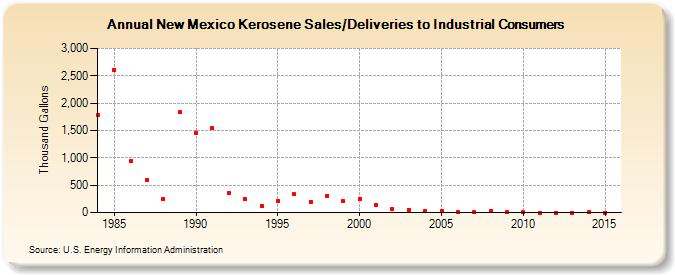 Annual New Mexico Kerosene Sales/Deliveries to Industrial Consumers
Thousand Gallons
3,000
2,500
2,000
1,500
1,000
500
0
1985 1990 1995 2000 2005 2010 2015
Source: U.S. Energy Information Administration